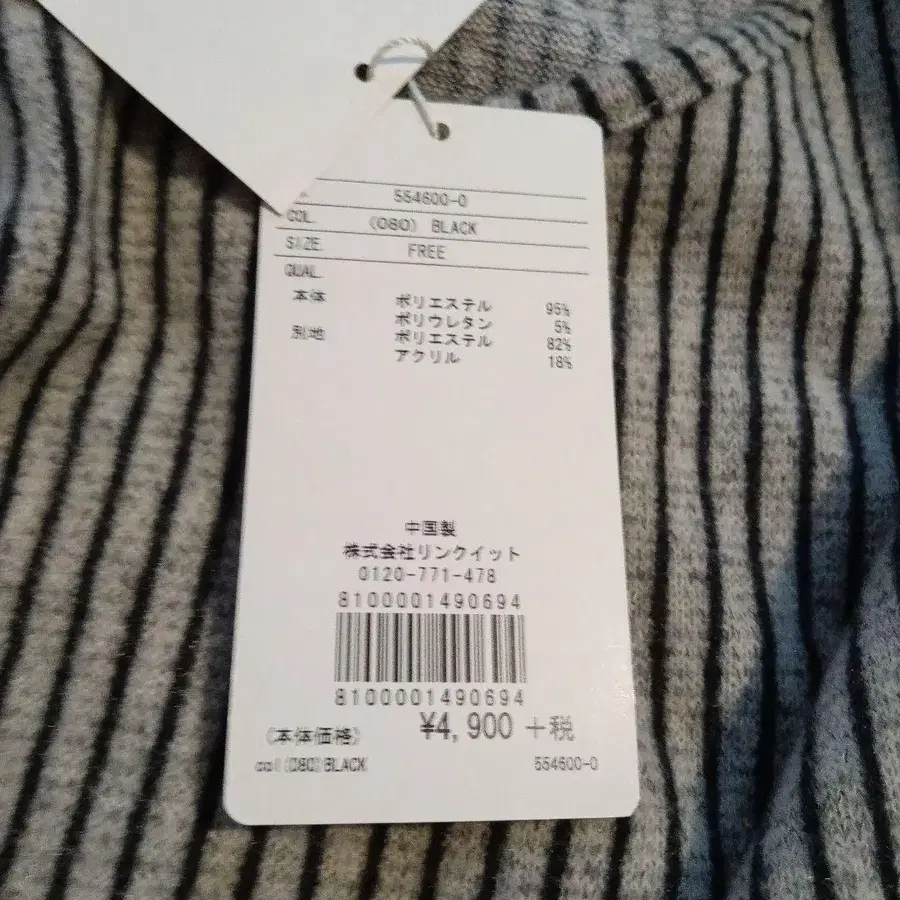 554600-0
COL. (080) BLACK
SIZE. FREE
QUAL.
本体 ポリエステル 95%
ポリウレタン 5%
別地 ポリエステル 82%
アクリル 18%
中国製
株式会社リンクイット
0120-771-478
8100001490694
8100001490694
(本体価格) ¥4,900 +税
col(080)BLACK 554600-0